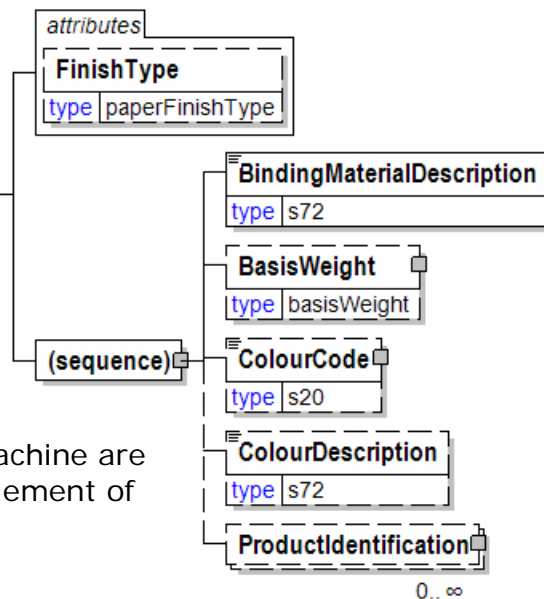 attributes
FinishType
type paperFinishType
BindingMaterialDescription
type s72
BasisWeight
type basisWeight
(sequence)
ColourCode
type s20
achine are
lement of
ColourDescription
type s72
ProductIdentification
0..∞